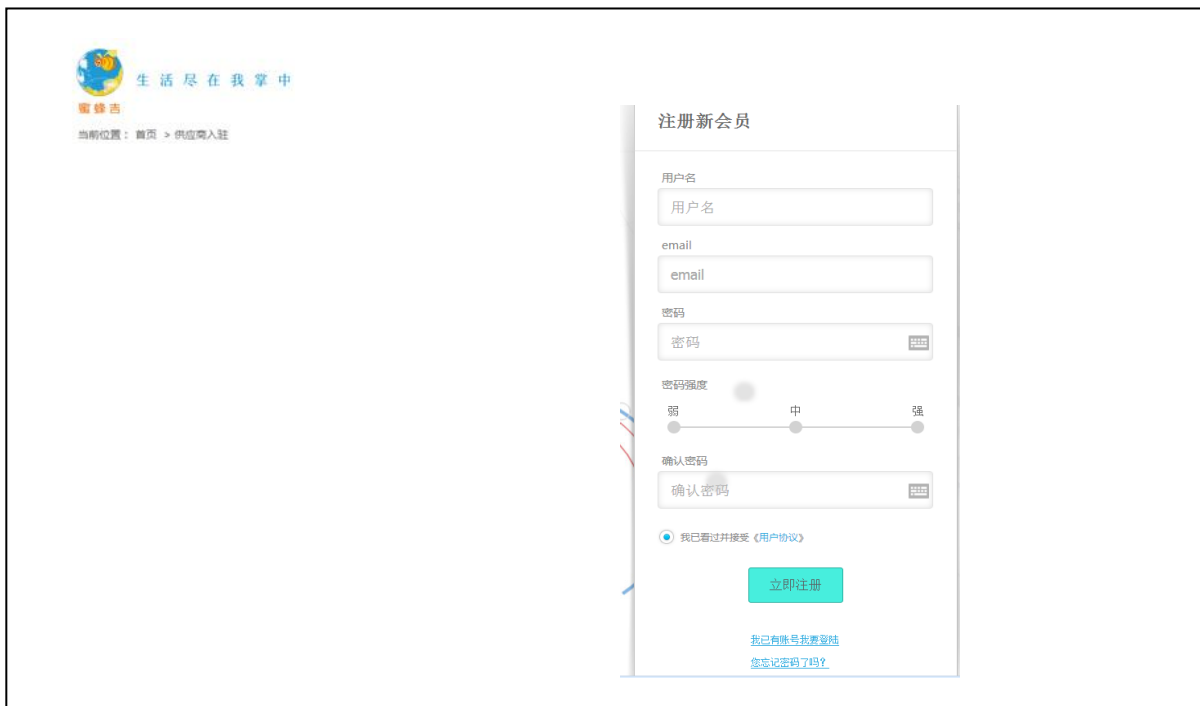 生活尽在我掌中
蜜蜂吉
当前位置： 首页 > 供应商入驻
注册新会员
用户名
用户名
email
email
密码
密码
密码强度
弱 中 强
确认密码
确认密码
我已看过并接受《用户协议》
立即注册
我已有账号我要登陆
您忘记密码了吗？